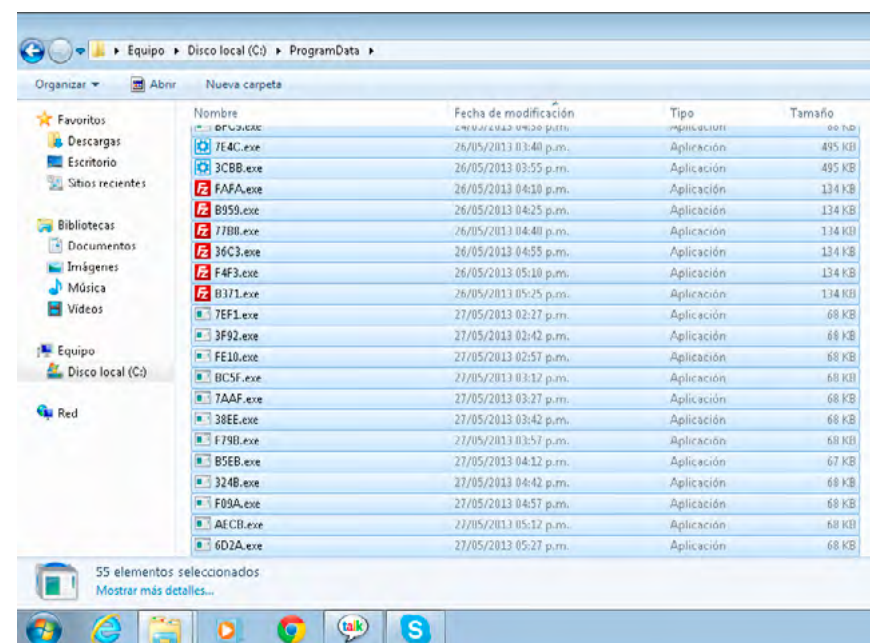 Equipo ▸ Disco local (C:) ▸ ProgramData ▸
Organizar Abrir Nueva carpeta
Nombre Fecha de modificación Tipo Tamaño
Favoritos
Descargas
Escritorio
Sitios recientes
Bibliotecas
Documentos
Imágenes
Música
Vídeos
Equipo
Disco local (C:)
Red
7E4C.exe 26/05/2013 03:40 p.m. Aplicación 495 KB
3CBB.exe 26/05/2013 03:55 p.m. Aplicación 495 KB
FAFA.exe 26/05/2013 04:10 p.m. Aplicación 134 KB
B959.exe 26/05/2013 04:25 p.m. Aplicación 134 KB
77B8.exe 26/05/2013 04:40 p.m. Aplicación 134 KB
36C3.exe 26/05/2013 04:55 p.m. Aplicación 134 KB
F4F3.exe 26/05/2013 05:10 p.m. Aplicación 134 KB
B371.exe 26/05/2013 05:25 p.m. Aplicación 134 KB
7EF1.exe 27/05/2013 02:27 p.m. Aplicación 68 KB
3F92.exe 27/05/2013 02:42 p.m. Aplicación 68 KB
FE10.exe 27/05/2013 02:57 p.m. Aplicación 68 KB
BC5F.exe 27/05/2013 03:12 p.m. Aplicación 68 KB
7AAF.exe 27/05/2013 03:27 p.m. Aplicación 68 KB
38EE.exe 27/05/2013 03:42 p.m. Aplicación 68 KB
F79B.exe 27/05/2013 03:57 p.m. Aplicación 68 KB
B5EB.exe 27/05/2013 04:12 p.m. Aplicación 67 KB
324B.exe 27/05/2013 04:42 p.m. Aplicación 68 KB
F09A.exe 27/05/2013 04:57 p.m. Aplicación 68 KB
AECB.exe 27/05/2013 05:12 p.m. Aplicación 68 KB
6D2A.exe 27/05/2013 05:27 p.m. Aplicación 68 KB
55 elementos seleccionados
Mostrar más detalles...
talk